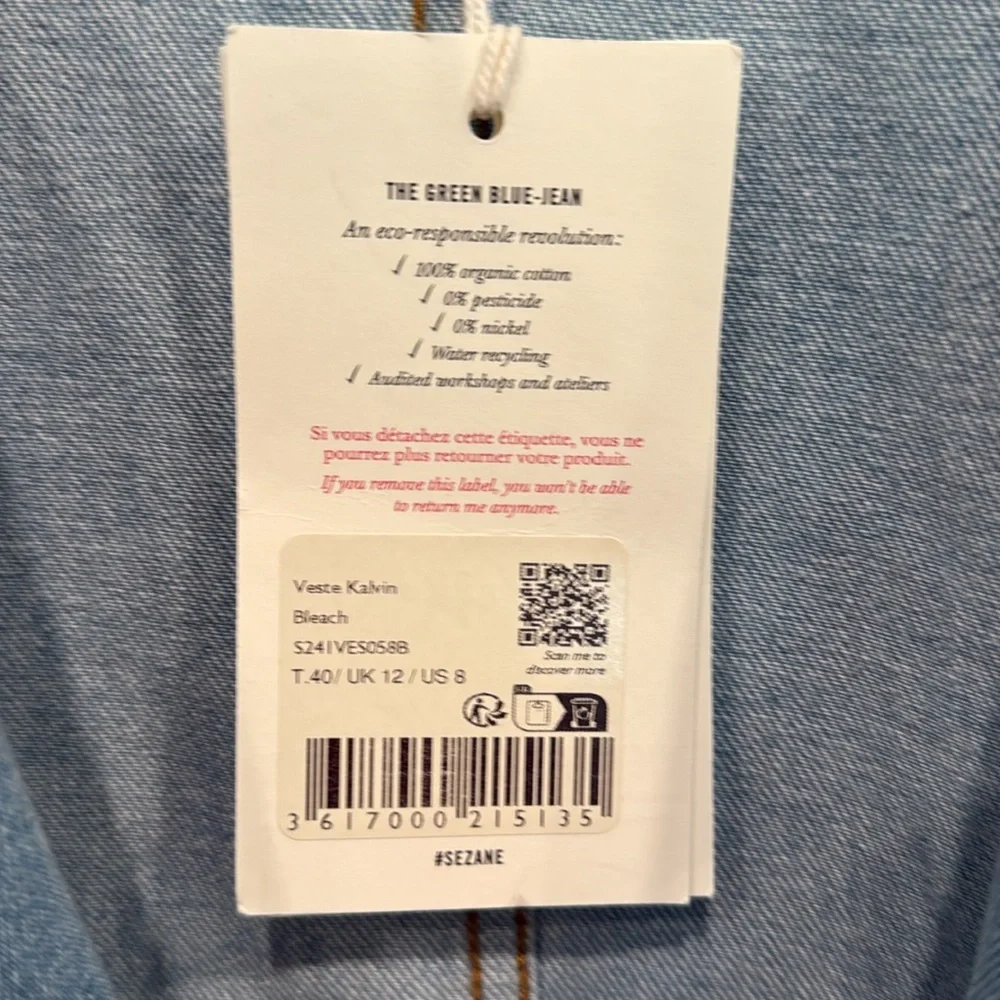 THE GREEN BLUE-JEAN
An eco-responsible revolution:
✓ 100% organic cotton
✓ 0% pesticide
✓ 0% nickel
✓ Water recycling
✓ Audited workshops and ateliers
Si vous détachez cette étiquette, vous ne
pourrez plus retourner votre produit.
If you remove this label, you won't be able
to return me anymore.
Veste Kalvin
Bleach
S241VES058B
T.40/ UK 12 / US 8
Scan me to
discover more
3 617000 215135
#SEZANE